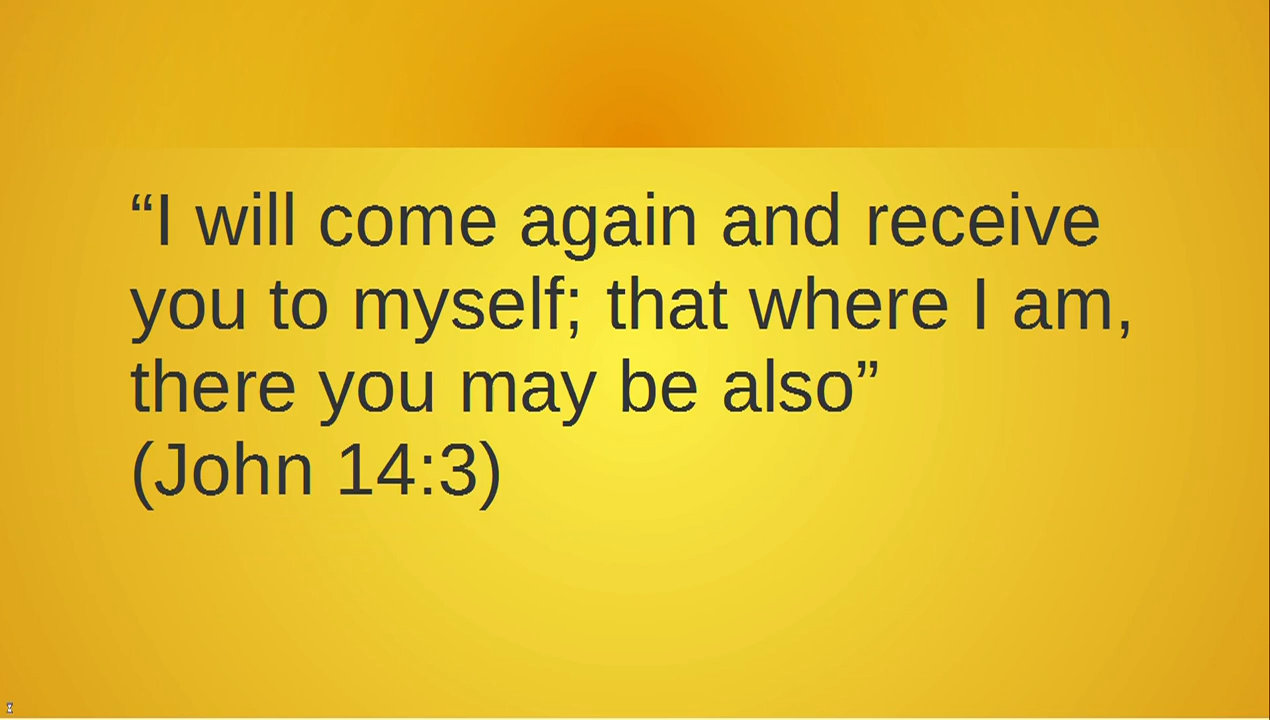 “I will come again and receive
you to myself; that where I am,
there you may be also”
(John 14:3)